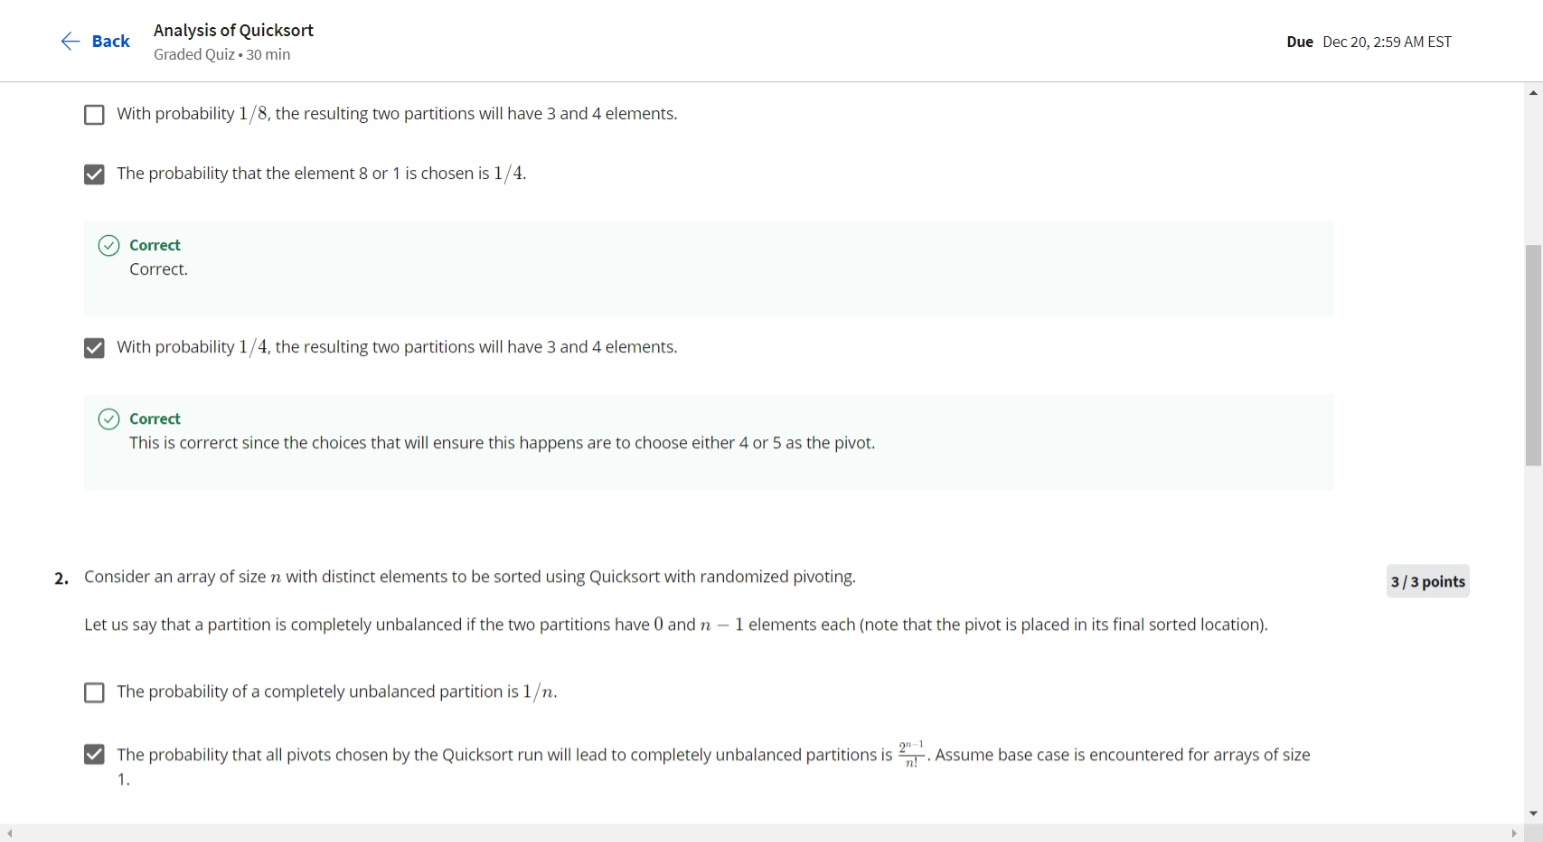 Back
Analysis of Quicksort
Graded Quiz • 30 min
Due Dec 20, 2:59 AM EST
With probability 1/8, the resulting two partitions will have 3 and 4 elements.
The probability that the element 8 or 1 is chosen is 1/4.
Correct
Correct.
With probability 1/4, the resulting two partitions will have 3 and 4 elements.
Correct
This is correrct since the choices that will ensure this happens are to choose either 4 or 5 as the pivot.
2. Consider an array of size n with distinct elements to be sorted using Quicksort with randomized pivoting.
3 / 3 points
Let us say that a partition is completely unbalanced if the two partitions have 0 and n − 1 elements each (note that the pivot is placed in its final sorted location).
The probability of a completely unbalanced partition is 1/n.
The probability that all pivots chosen by the Quicksort run will lead to completely unbalanced partitions is $\frac{2^{n-1}}{n!}$. Assume base case is encountered for arrays of size
1.